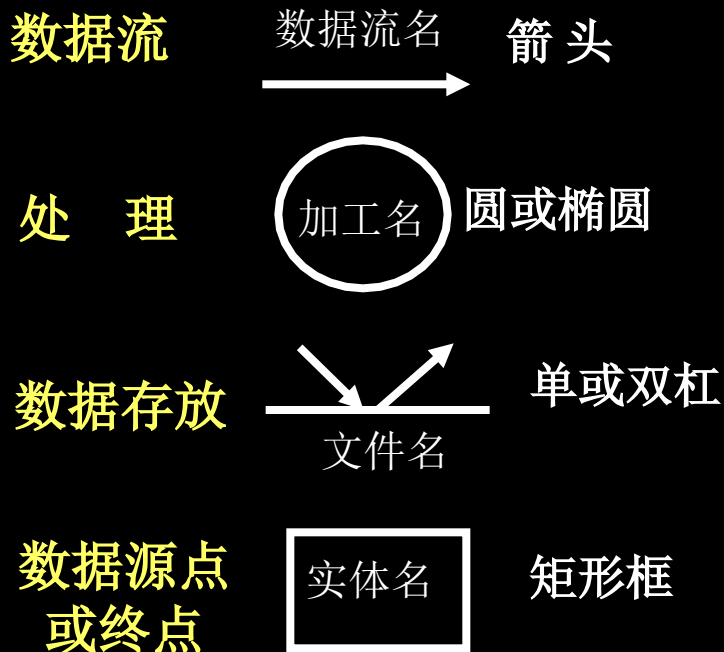 数据流 数据流名 箭 头
处 理 加工名 圆或椭圆
数据存放 单或双杠
文件名
数据源点 实体名 矩形框
或终点